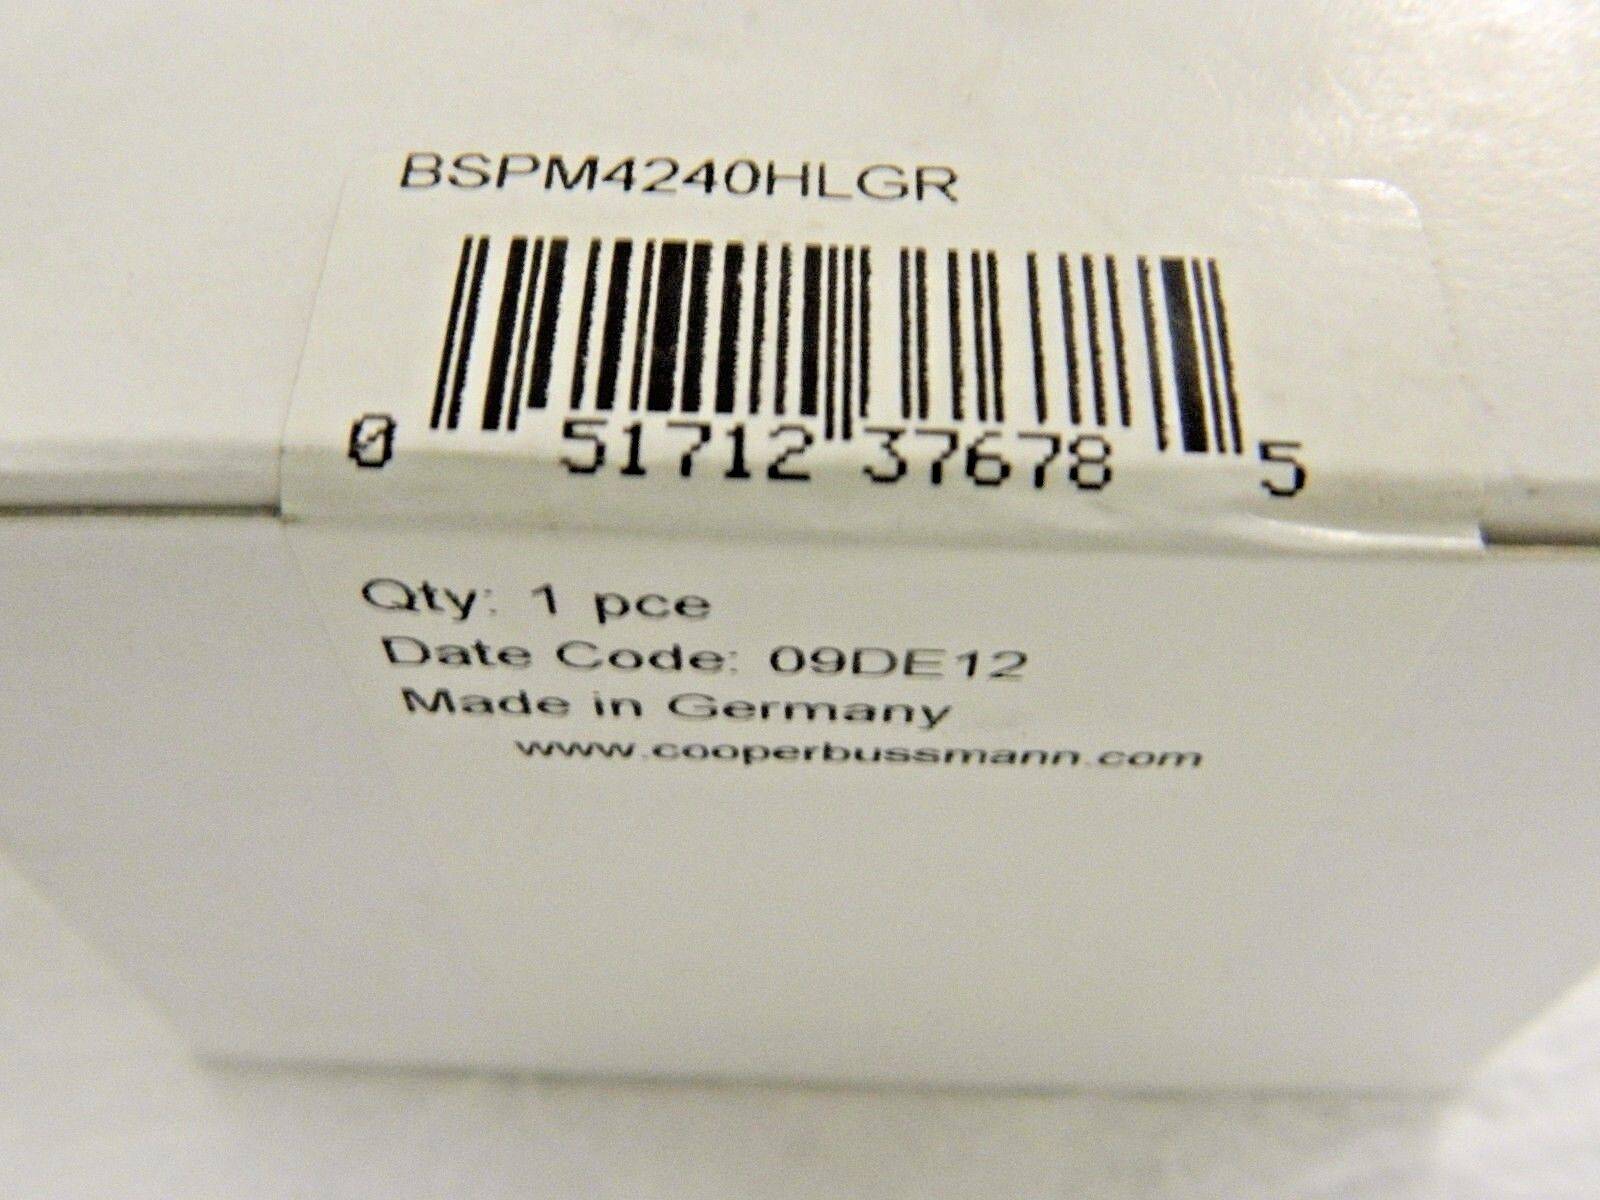 BSPM4240HLGR
0 51712 37678 5
Qty: 1 pce
Date Code: 09DE12
Made in Germany
www.cooperbussmann.com